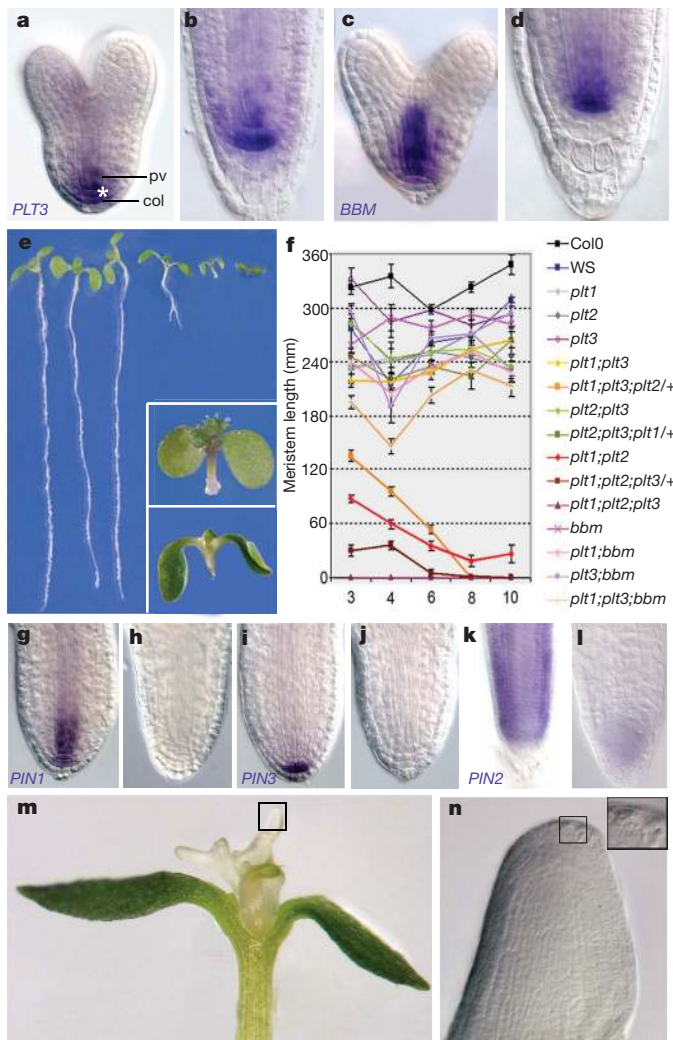 a
b
c
d
pv
*
col
PLT3
BBM
e
f
Meristem length (mm)
360
300
240
180
120
60
0
3 4 6 8 10
Col0
WS
plt1
plt2
plt3
plt1;plt3
plt1;plt3;plt2/+
plt2;plt3
plt2;plt3;plt1/+
plt1;plt2
plt1;plt2;plt3/+
plt1;plt2;plt3
bbm
plt1;bbm
plt3;bbm
plt1;plt3;bbm
g
h
i
j
k
l
PIN1
PIN3
PIN2
m
n